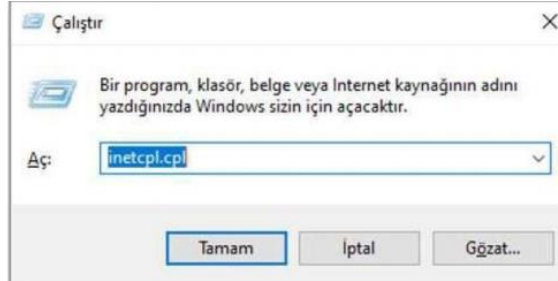 Çalıştır
Bir program, klasör, belge veya Internet kaynağının adını
yazdığınızda Windows sizin için açacaktır.
Aç: inetcpl.cpl
Tamam İptal Gözat...